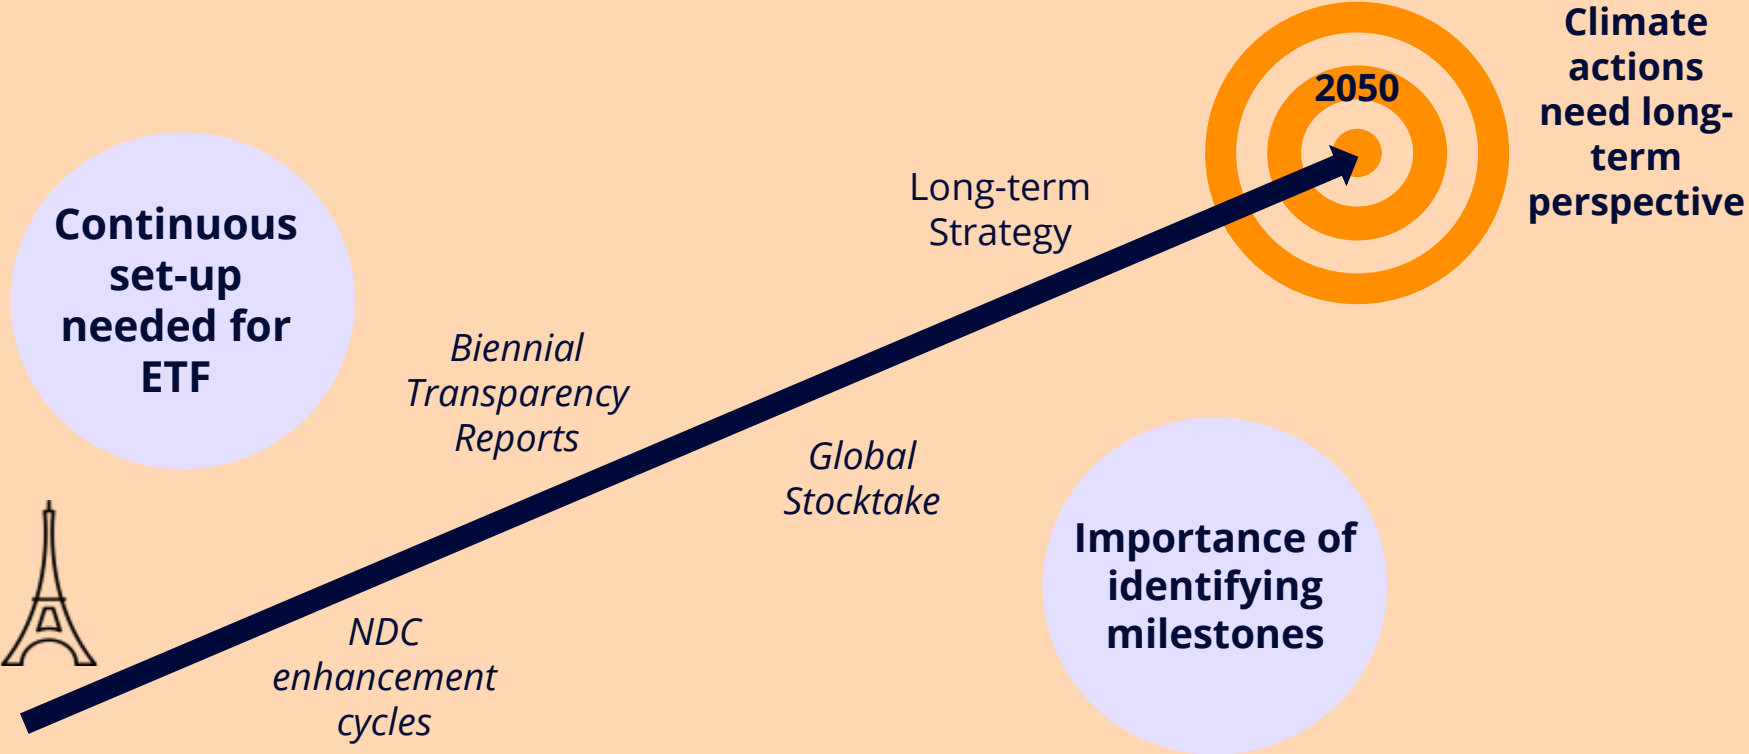 Climate
actions
need long-
term
perspective
2050
Long-term
Strategy
Continuous
set-up
needed for
ETF
Biennial
Transparency
Reports
Global
Stocktake
Importance of
identifying
milestones
NDC
enhancement
cycles